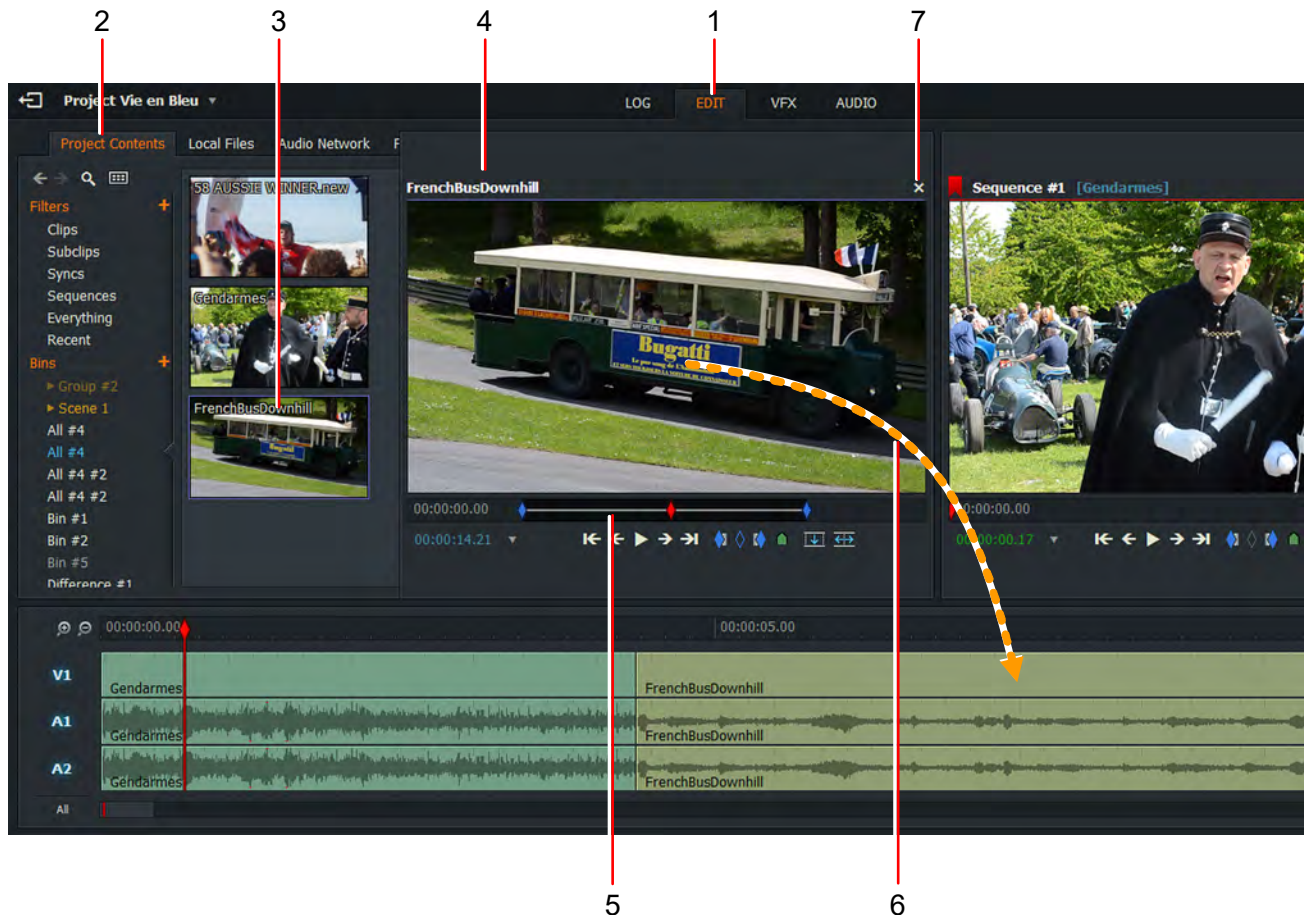 2 3 4 1 7
Project Vie en Bleu
LOG EDIT VFX AUDIO
Project Contents Local Files Audio Network
58 AUSSIE WINNER.new
FrenchBusDownhill
Sequence #1 [Gendarmes]
Filters +
Clips
Subclips
Syncs
Sequences
Everything
Recent
Bins +
Group #2
Scene 1
All #4
All #4
All #4 #2
All #4 #2
Bin #1
Bin #2
Bin #5
Difference #1
Gendarmes
FrenchBusDownhill
Bugatti
Bugatti
00:00:00.00
00:00:14.21
00:00:00.00
00:00:00.17
00:00:00.00 00:00:05.00
V1 Gendarmes FrenchBusDownhill
A1 Gendarmes FrenchBusDownhill
A2 Gendarmes FrenchBusDownhill
All
5 6